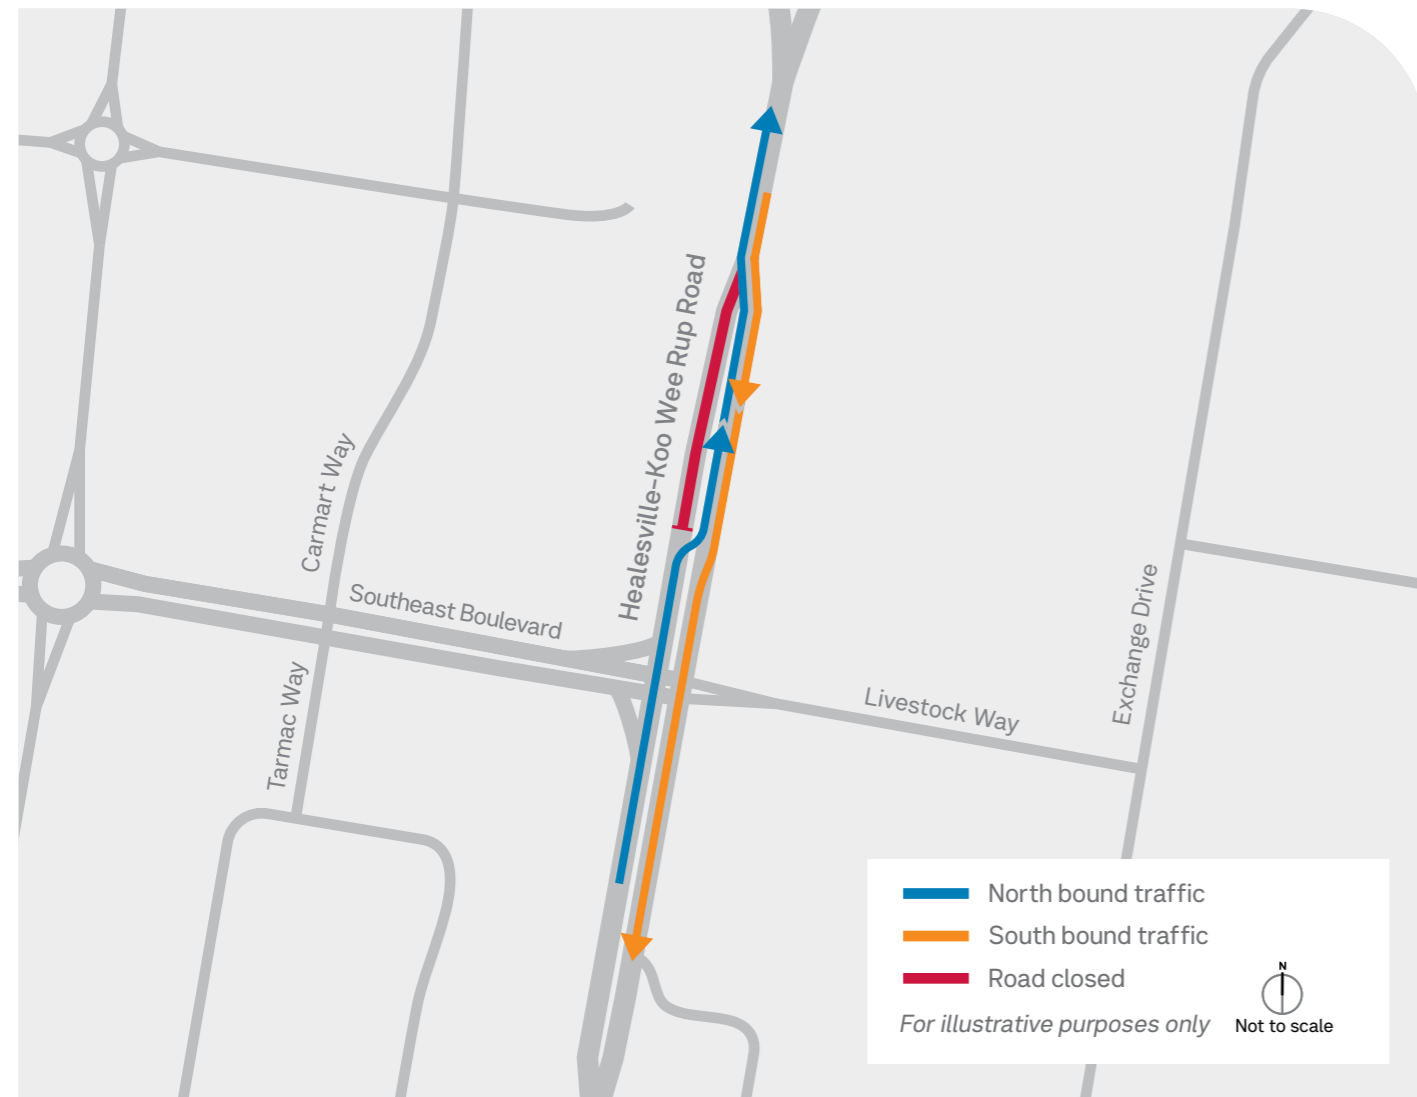 Healesville-Koo Wee Rup Road
Carmart Way
Southeast Boulevard
Tarmac Way
Livestock Way
Exchange Drive
North bound traffic
South bound traffic
Road closed
For illustrative purposes only
N
Not to scale